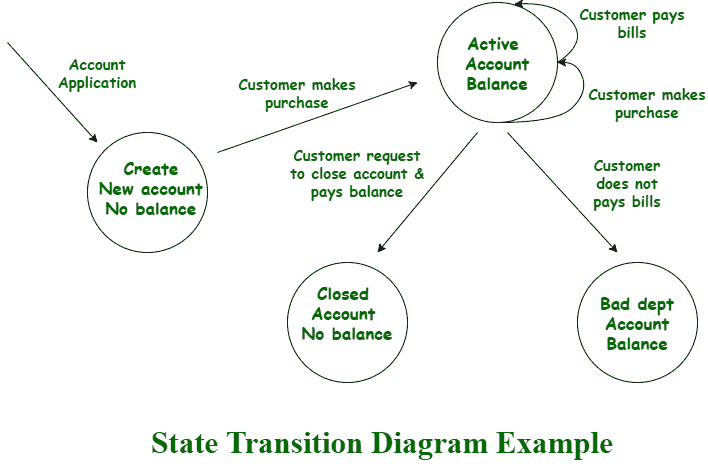 Account
Application
Customer makes
purchase
Active
Account
Balance
Customer pays
bills
Customer makes
purchase
Create
New account
No balance
Customer request
to close account &
pays balance
Customer
does not
pays bills
Closed
Account
No balance
Bad dept
Account
Balance
State Transition Diagram Example